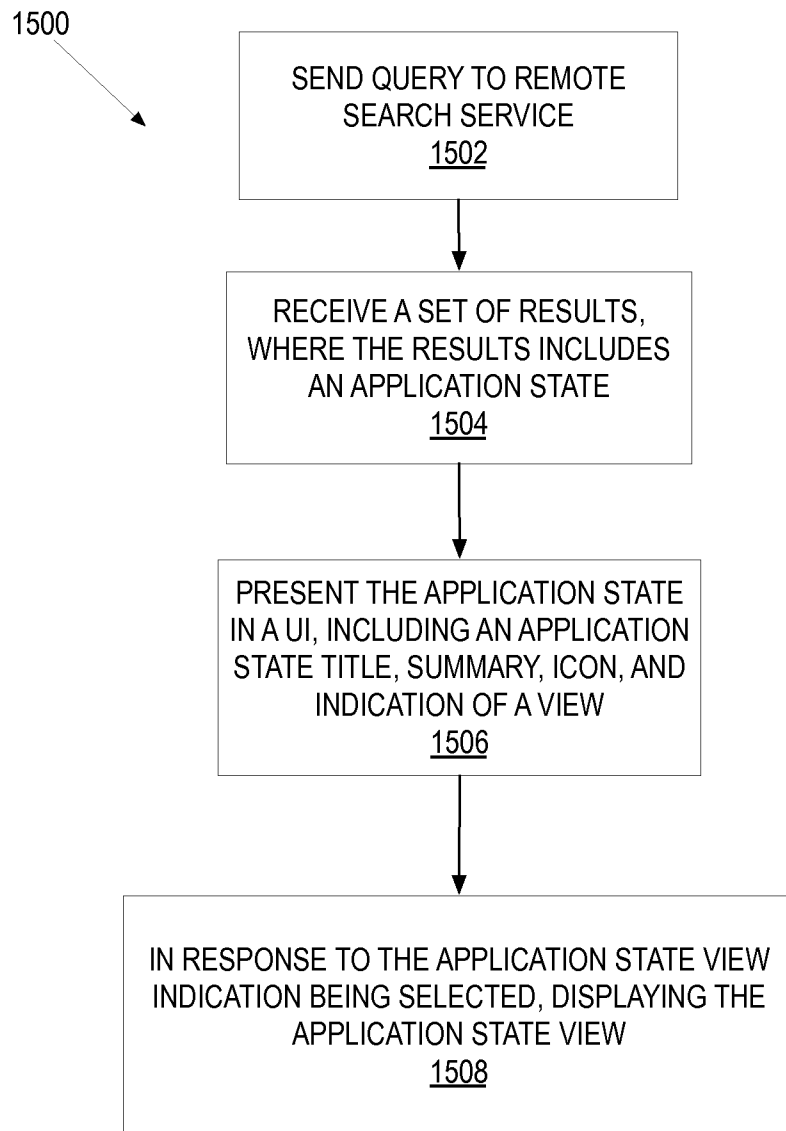 1500
SEND QUERY TO REMOTE
SEARCH SERVICE
1502
RECEIVE A SET OF RESULTS,
WHERE THE RESULTS INCLUDES
AN APPLICATION STATE
1504
PRESENT THE APPLICATION STATE
IN A UI, INCLUDING AN APPLICATION
STATE TITLE, SUMMARY, ICON, AND
INDICATION OF A VIEW
1506
IN RESPONSE TO THE APPLICATION STATE VIEW
INDICATION BEING SELECTED, DISPLAYING THE
APPLICATION STATE VIEW
1508